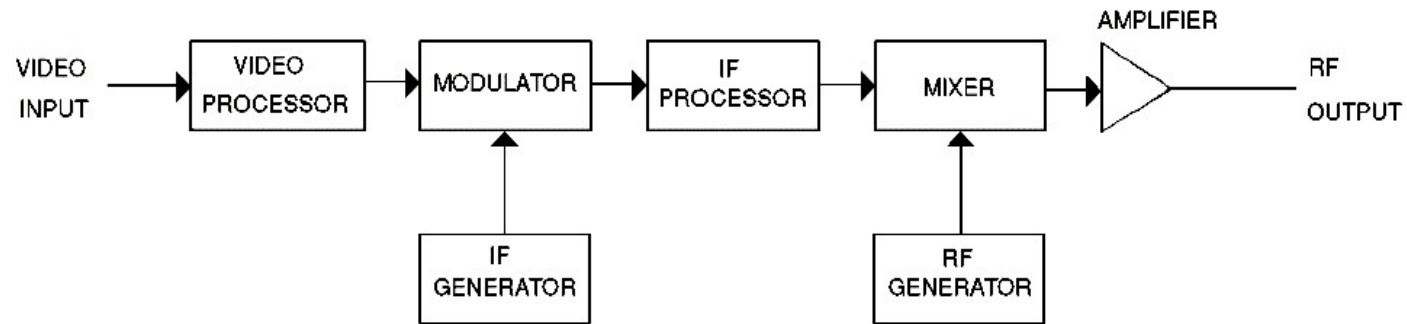 VIDEO
INPUT
VIDEO
PROCESSOR
MODULATOR
IF
PROCESSOR
MIXER
AMPLIFIER
RF
OUTPUT
IF
GENERATOR
RF
GENERATOR